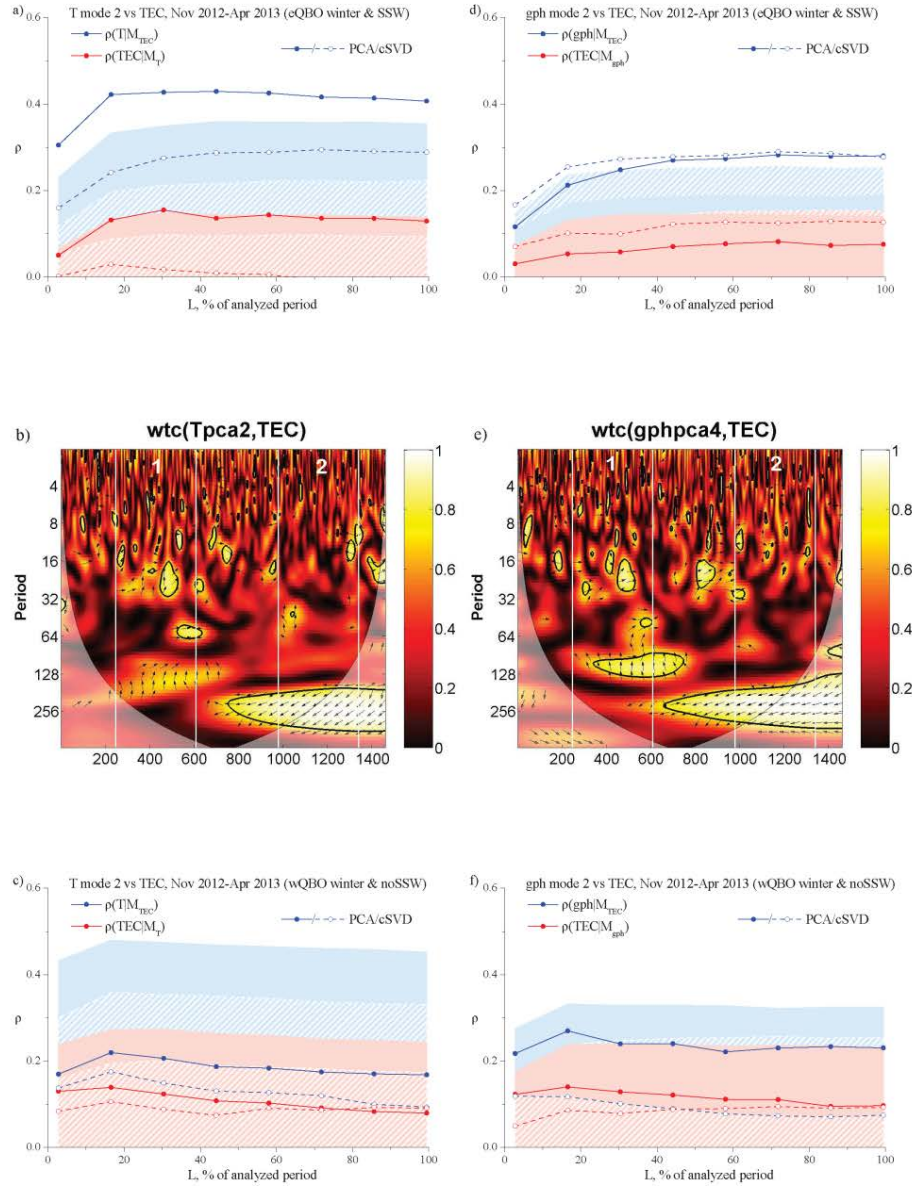 a) T mode 2 vs TEC, Nov 2012-Apr 2013 (eQBO winter & SSW)
ρ(T|M_TEC)
ρ(TEC|M_T)
PCA/cSVD
0.6
0.4
ρ
0.2
0.0
0 20 40 60 80 100
L, % of analyzed period
d) gph mode 2 vs TEC, Nov 2012-Apr 2013 (eQBO winter & SSW)
ρ(gph|M_TEC)
ρ(TEC|M_gph)
PCA/cSVD
0.6
0.4
ρ
0.2
0.0
0 20 40 60 80 100
L, % of analyzed period
b) wtc(Tpca2,TEC)
1 2
Period
4
8
16
32
64
128
256
200 400 600 800 1000 1200 1400
1
0.8
0.6
0.4
0.2
0
e) wtc(gphpca4,TEC)
1 2
Period
4
8
16
32
64
128
256
200 400 600 800 1000 1200 1400
1
0.8
0.6
0.4
0.2
0
c) T mode 2 vs TEC, Nov 2012-Apr 2013 (wQBO winter & noSSW)
ρ(T|M_TEC)
ρ(TEC|M_T)
PCA/cSVD
0.6
0.4
ρ
0.2
0.0
0 20 40 60 80 100
L, % of analyzed period
f) gph mode 2 vs TEC, Nov 2012-Apr 2013 (wQBO winter & noSSW)
ρ(gph|M_TEC)
ρ(TEC|M_gph)
PCA/cSVD
0.6
0.4
ρ
0.2
0.0
0 20 40 60 80 100
L, % of analyzed period